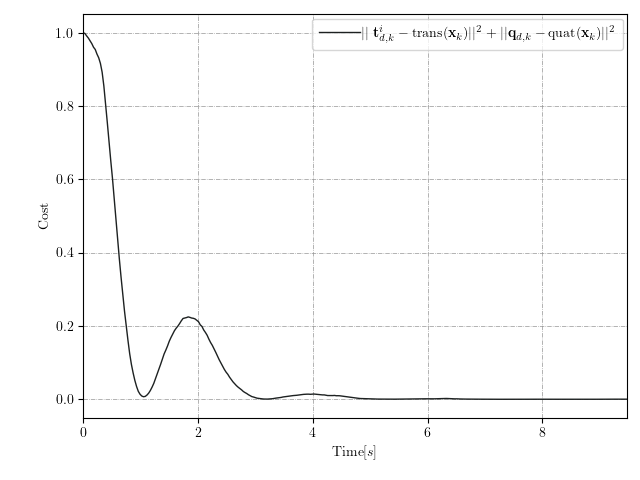 || t^i_{d,k} − trans(x_k)||^2 + ||q_{d,k} − quat(x_k)||^2
1.0
0.8
0.6
0.4
0.2
0.0
Cost
0 2 4 6 8
Time[s]